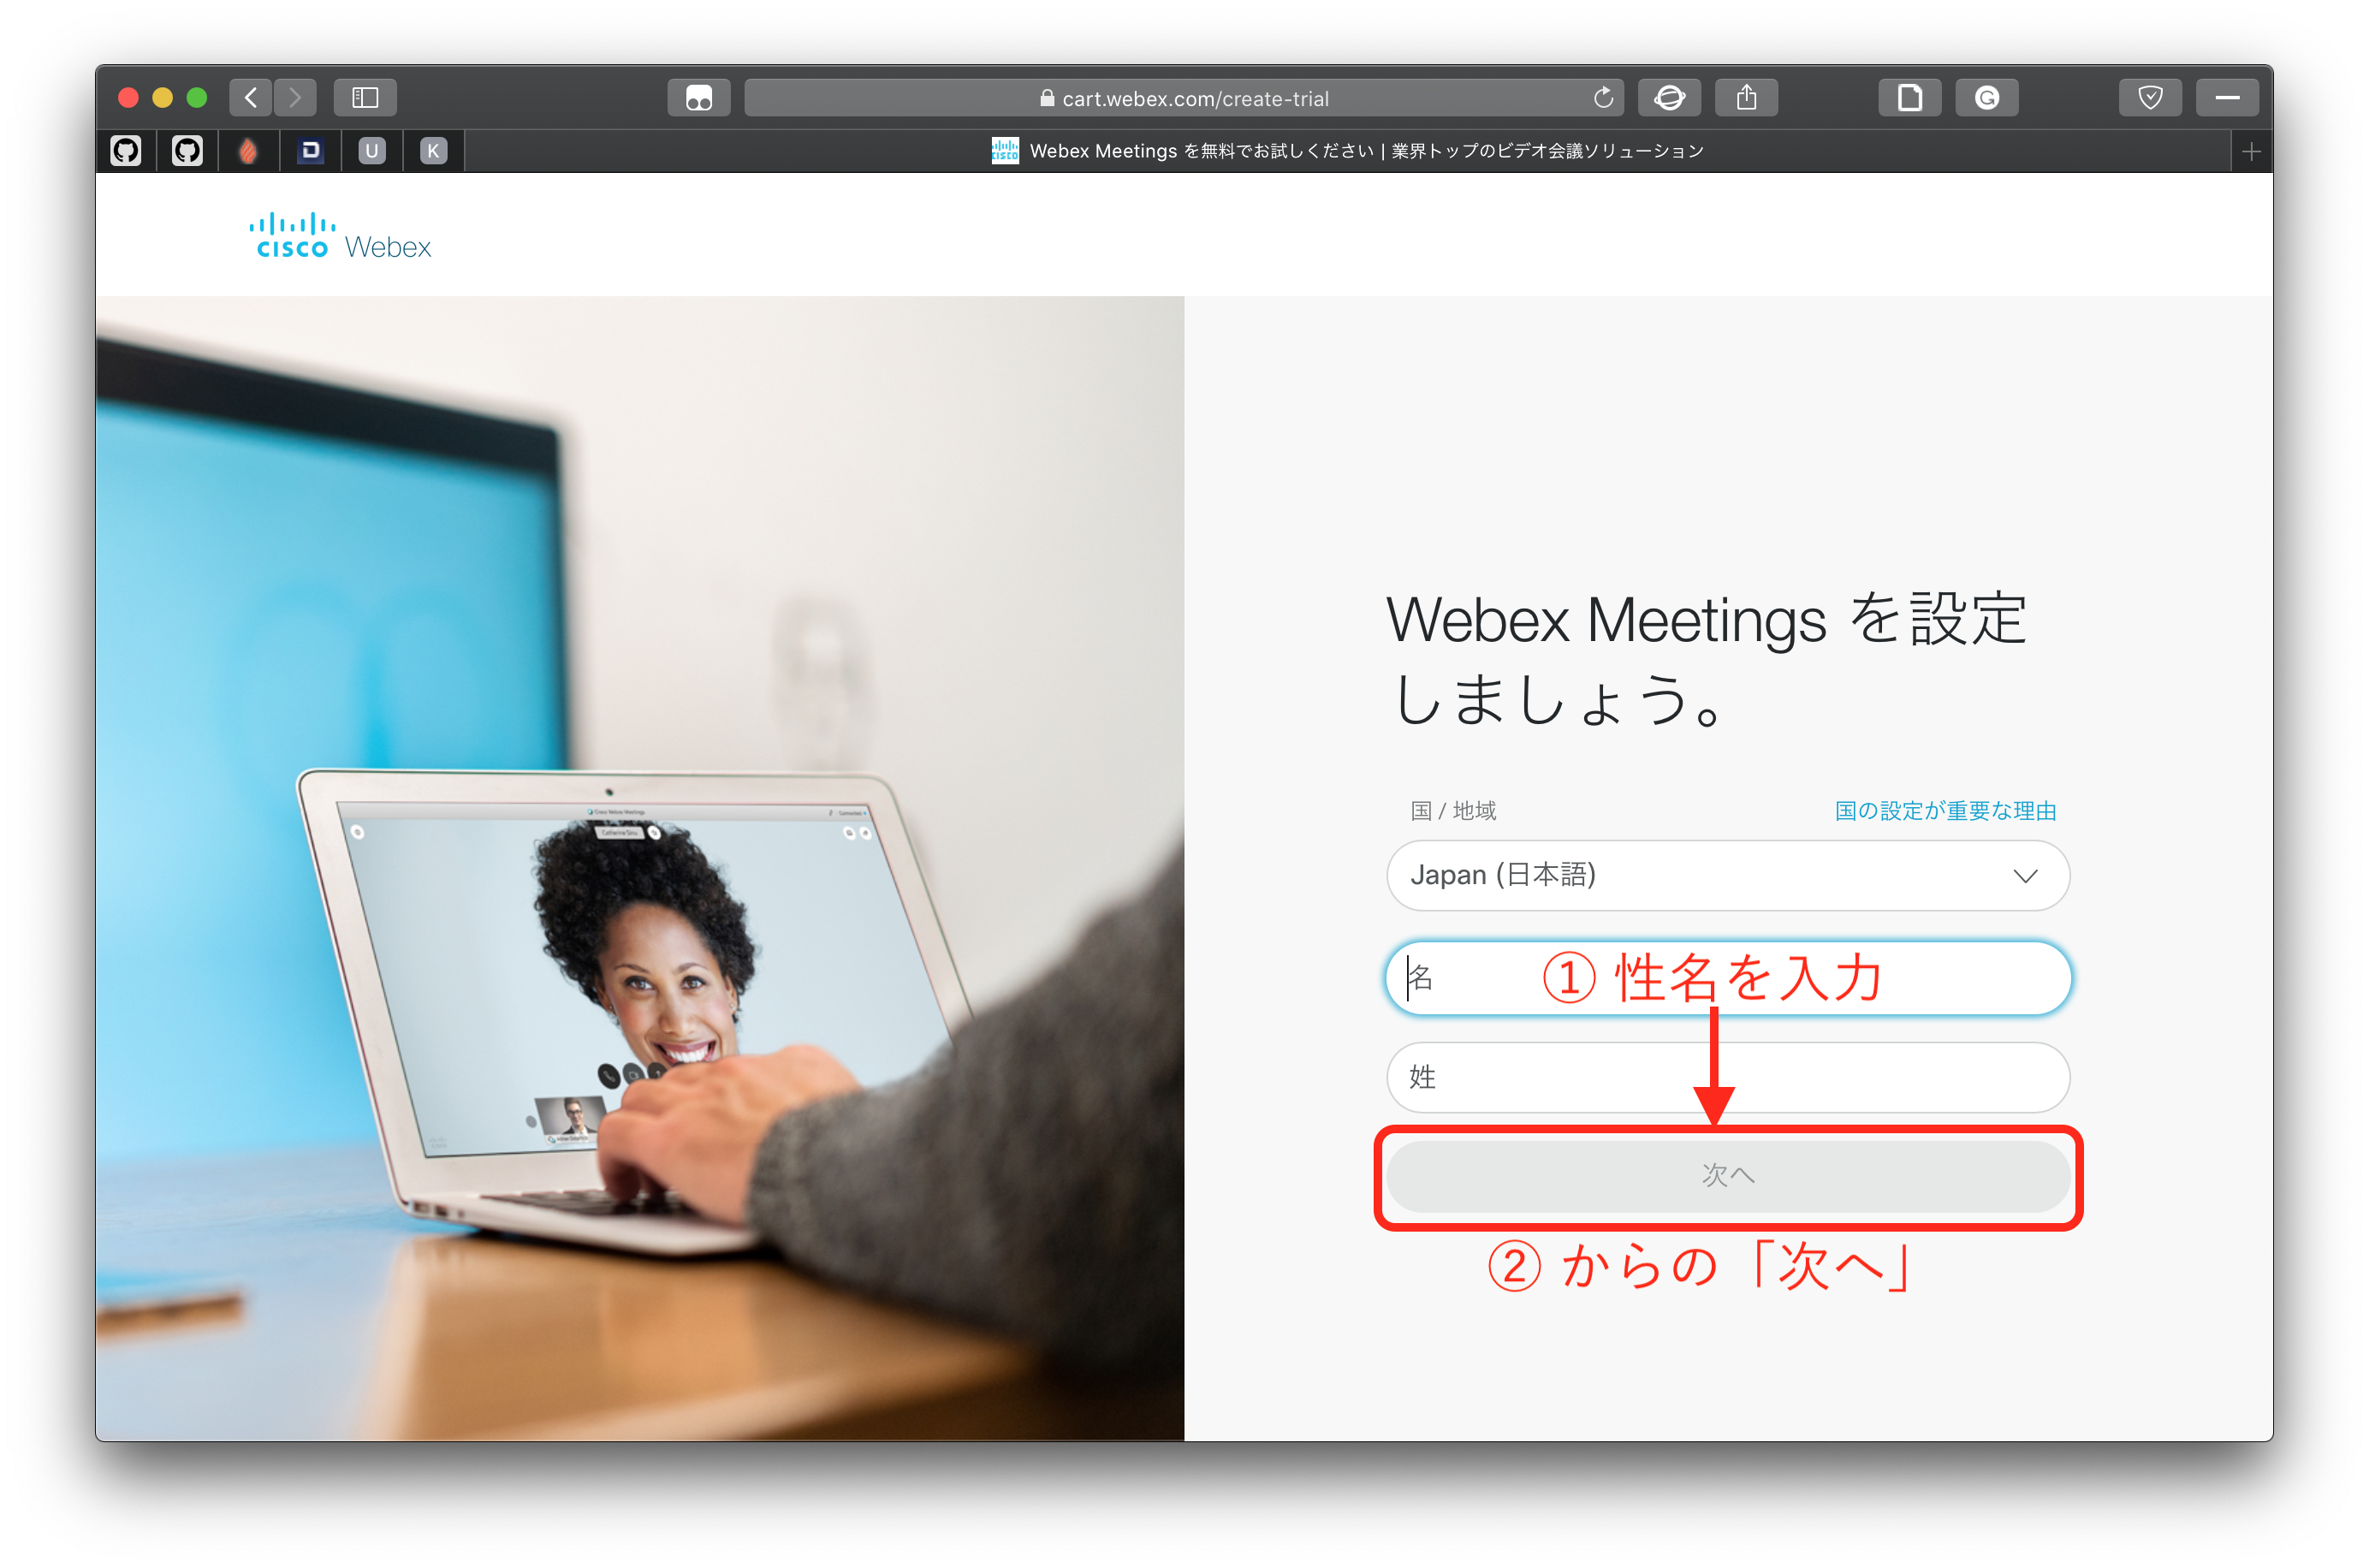 cart.webex.com/create-trial
U
K
Webex Meetings を無料でお試しください | 業界トップのビデオ会議ソリューション
CISCO Webex
Webex Meetings を設定
しましょう。
国 / 地域
国の設定が重要な理由
Japan (日本語)
名
① 性名を入力
姓
次へ
② からの「次へ」
Cisco Webex Meetings